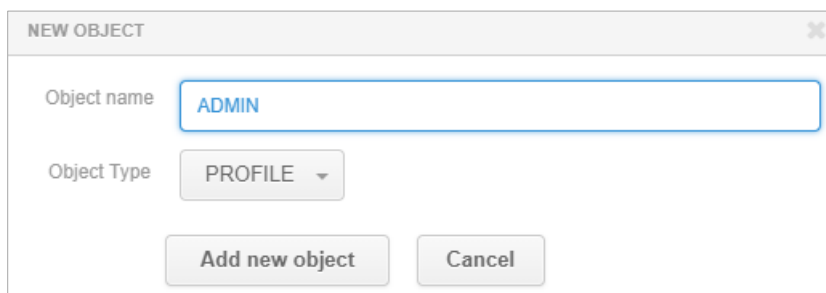 NEW OBJECT
Object name ADMIN
Object Type PROFILE
Add new object Cancel